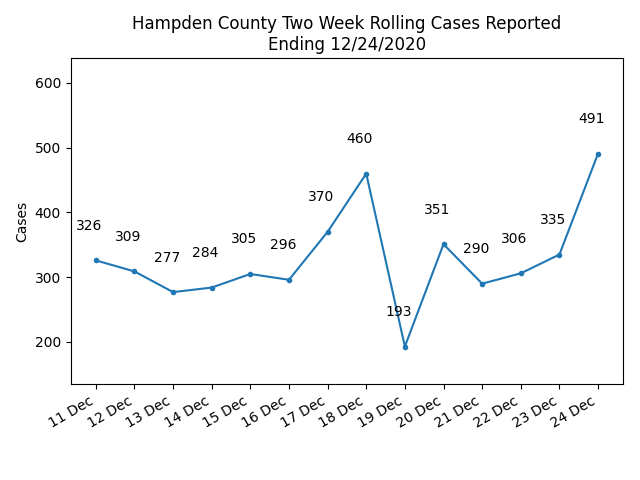 Hampden County Two Week Rolling Cases Reported
Ending 12/24/2020
Cases
600
500
400
300
200
326
309
277
284
305
296
370
460
193
351
290
306
335
491
11 Dec
12 Dec
13 Dec
14 Dec
15 Dec
16 Dec
17 Dec
18 Dec
19 Dec
20 Dec
21 Dec
22 Dec
23 Dec
24 Dec